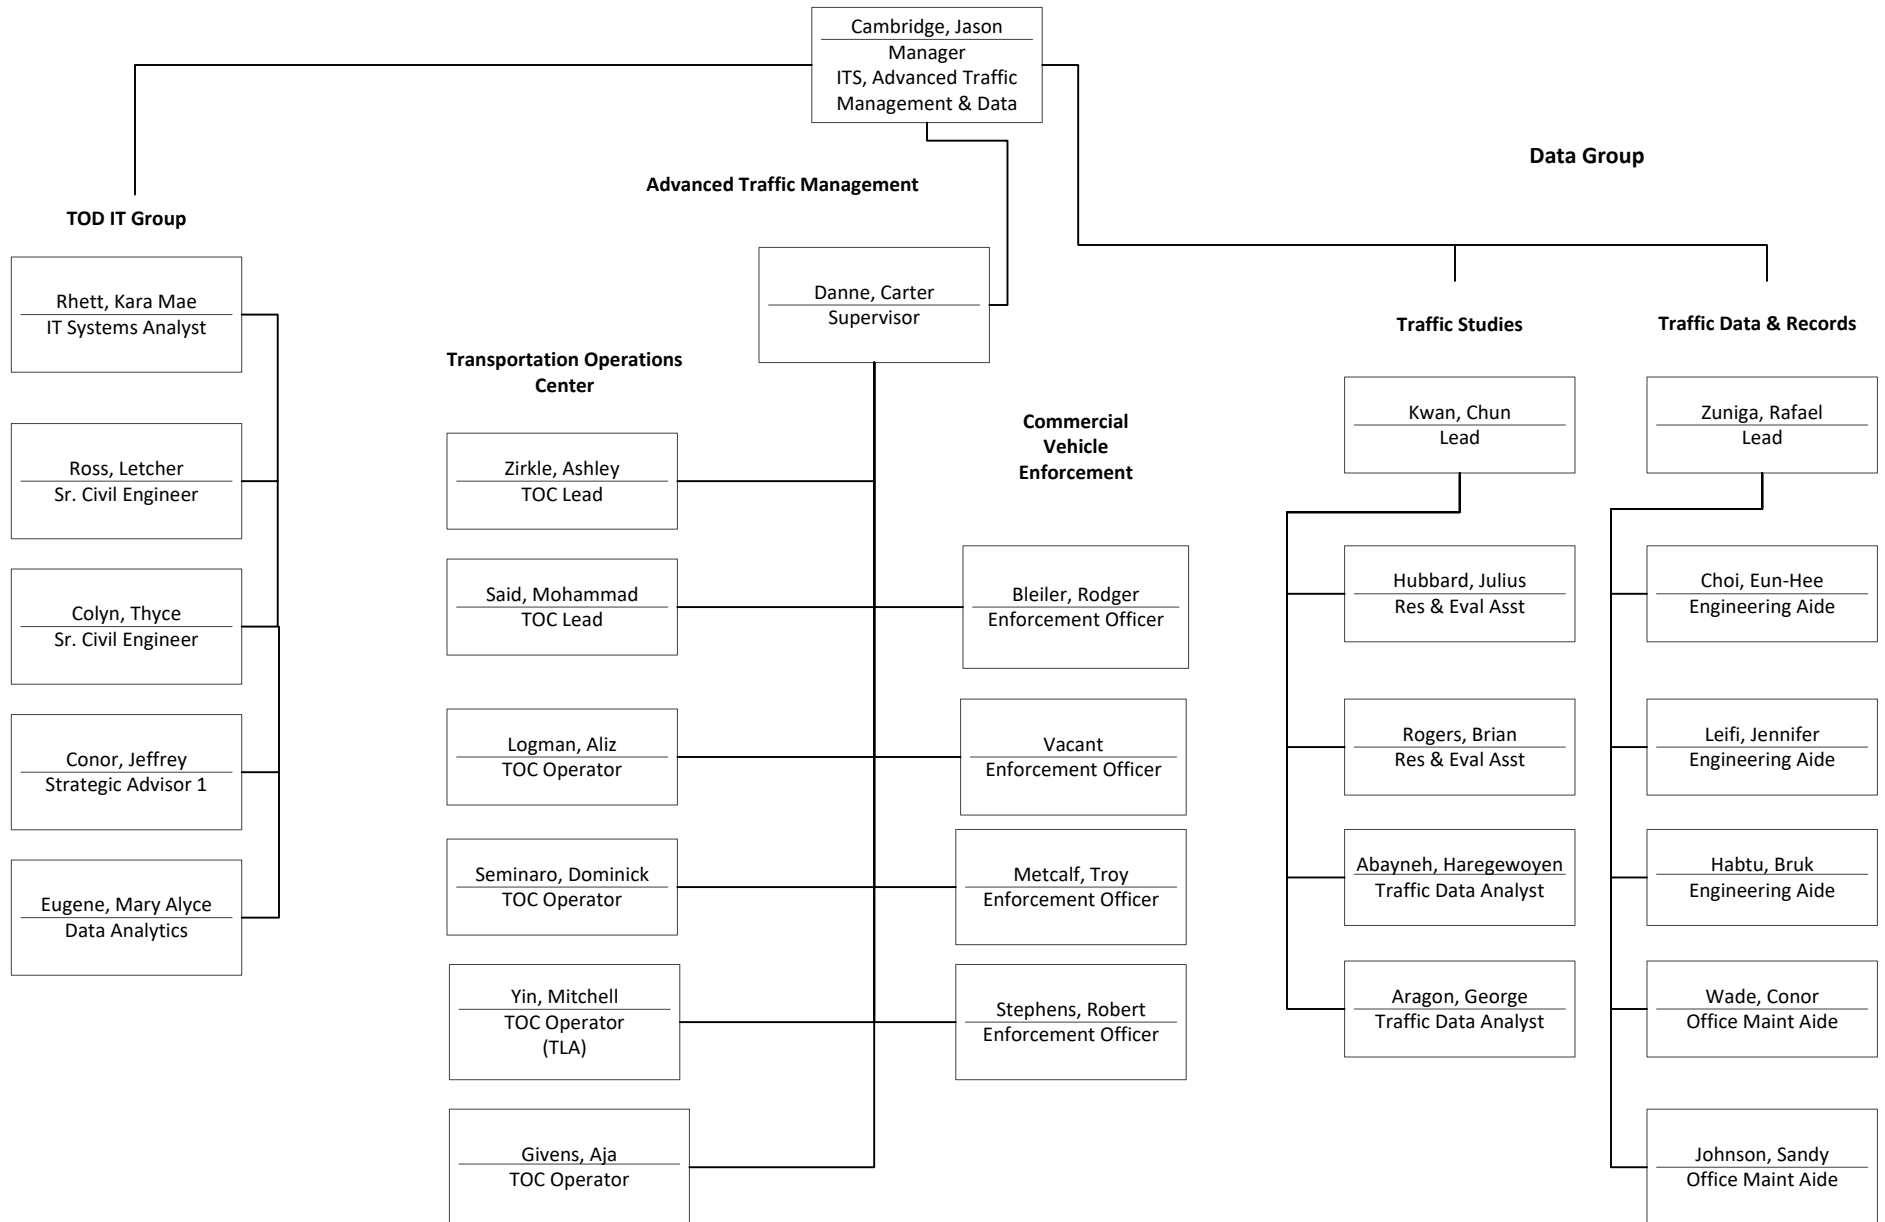 Cambridge, Jason
Manager
ITS, Advanced Traffic
Management & Data
TOD IT Group
Rhett, Kara Mae
IT Systems Analyst
Ross, Letcher
Sr. Civil Engineer
Colyn, Thyce
Sr. Civil Engineer
Conor, Jeffrey
Strategic Advisor 1
Eugene, Mary Alyce
Data Analytics
Advanced Traffic Management
Danne, Carter
Supervisor
Transportation Operations
Center
Zirkle, Ashley
TOC Lead
Said, Mohammad
TOC Lead
Logman, Aliz
TOC Operator
Seminaro, Dominick
TOC Operator
Yin, Mitchell
TOC Operator
(TLA)
Givens, Aja
TOC Operator
Commercial
Vehicle
Enforcement
Bleiler, Rodger
Enforcement Officer
Vacant
Enforcement Officer
Metcalf, Troy
Enforcement Officer
Stephens, Robert
Enforcement Officer
Data Group
Traffic Studies
Kwan, Chun
Lead
Hubbard, Julius
Res & Eval Asst
Rogers, Brian
Res & Eval Asst
Abayneh, Haregewoyen
Traffic Data Analyst
Aragon, George
Traffic Data Analyst
Traffic Data & Records
Zuniga, Rafael
Lead
Choi, Eun-Hee
Engineering Aide
Leifi, Jennifer
Engineering Aide
Habtu, Bruk
Engineering Aide
Wade, Conor
Office Maint Aide
Johnson, Sandy
Office Maint Aide